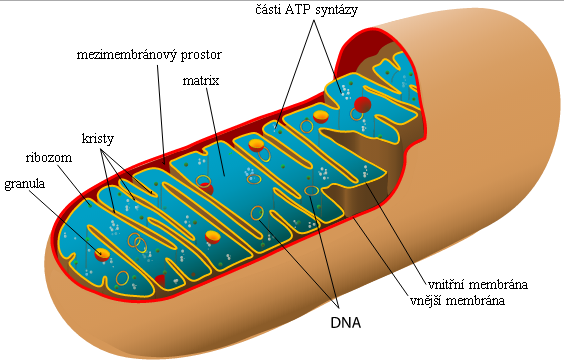 části ATP syntázy
mezimembránový prostor
matrix
kristy
ribozom
granula
vnitřní membrána
vnější membrána
DNA